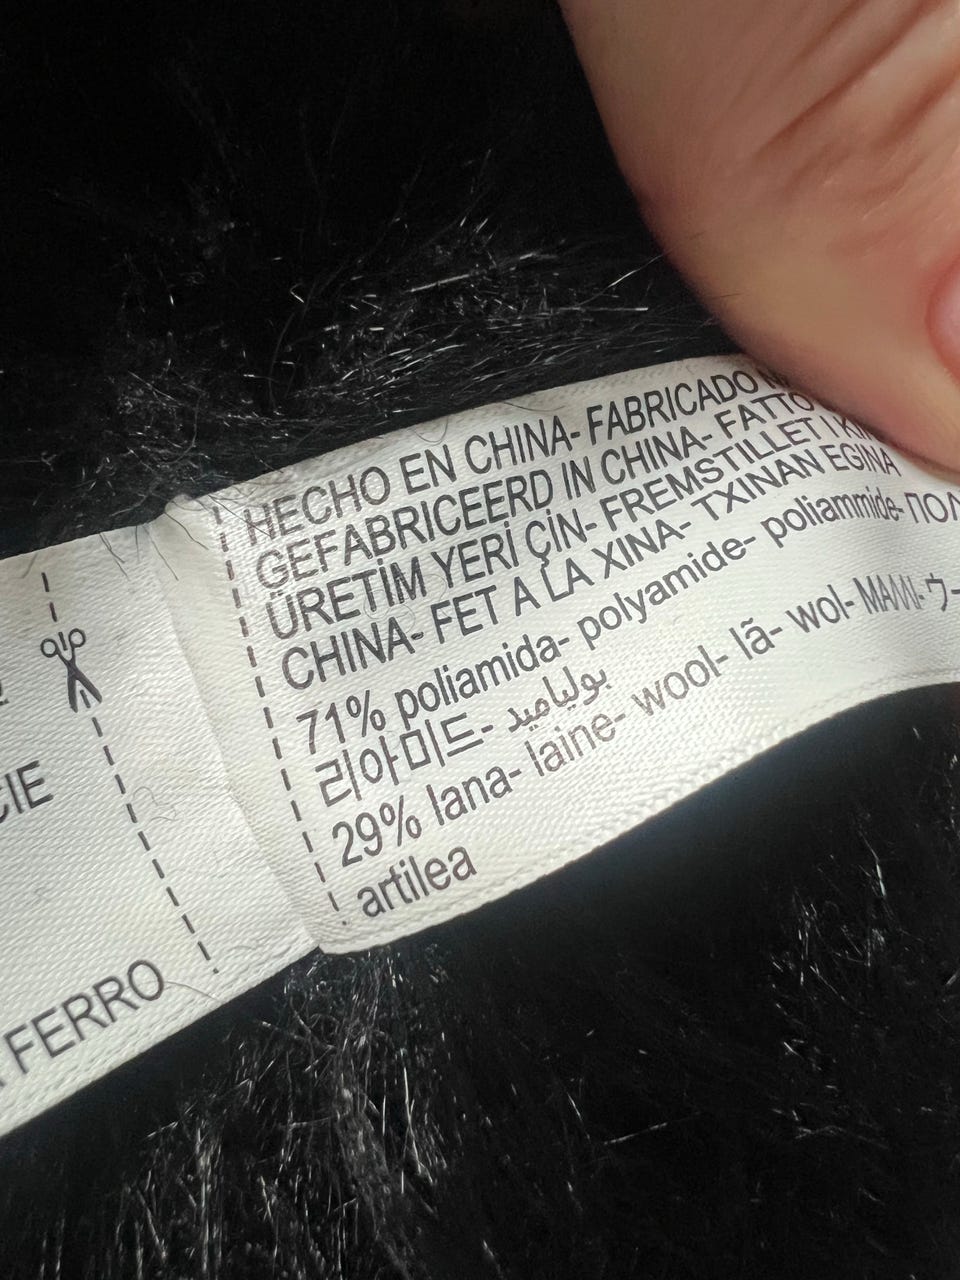 CIE
FERRO
HECHO EN CHINA- FABRICADO
GEFABRICEERD IN CHINA- FATTO
ÜRETİM YERİ ÇİN- FREMSTILLET I
CHINA- FET A LA XINA- TXINAN EGINA
71% poliamida- polyamide- poliammide-
리아미드- بولياميد
29% lana- laine- wool- lã- wol-
artilea